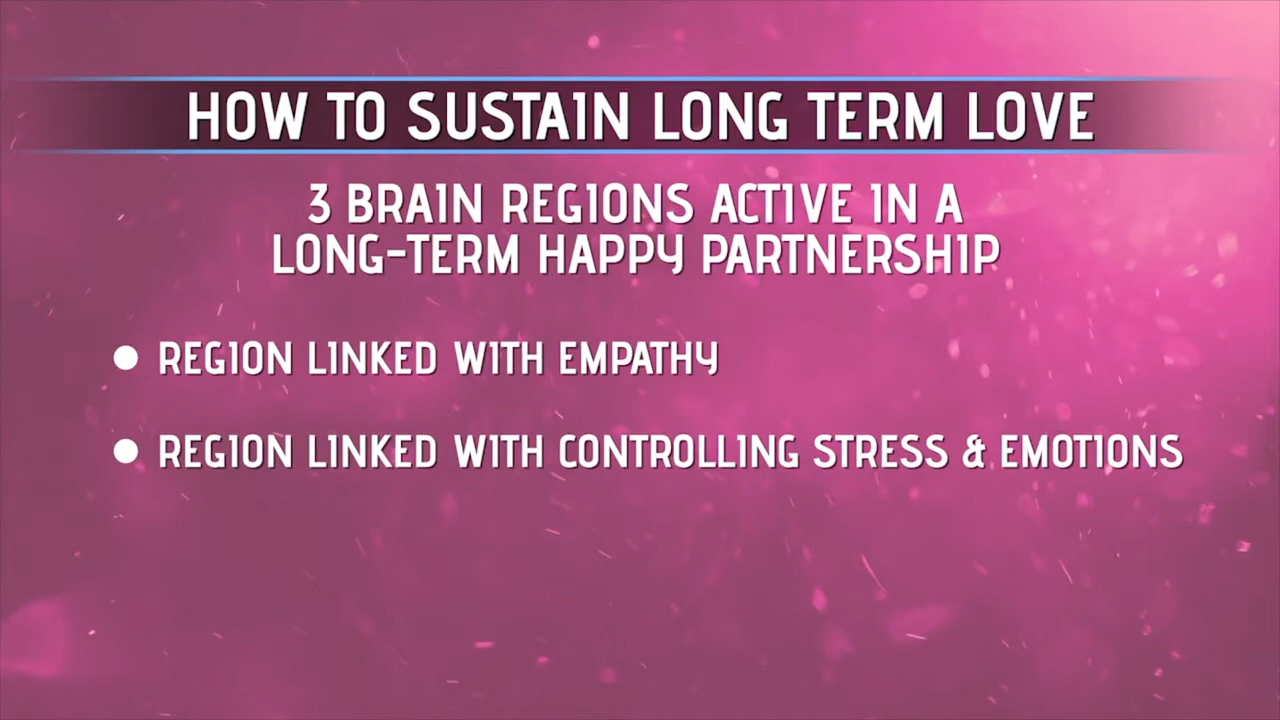 HOW TO SUSTAIN LONG TERM LOVE
3 BRAIN REGIONS ACTIVE IN A
LONG-TERM HAPPY PARTNERSHIP
● REGION LINKED WITH EMPATHY
● REGION LINKED WITH CONTROLLING STRESS & EMOTIONS